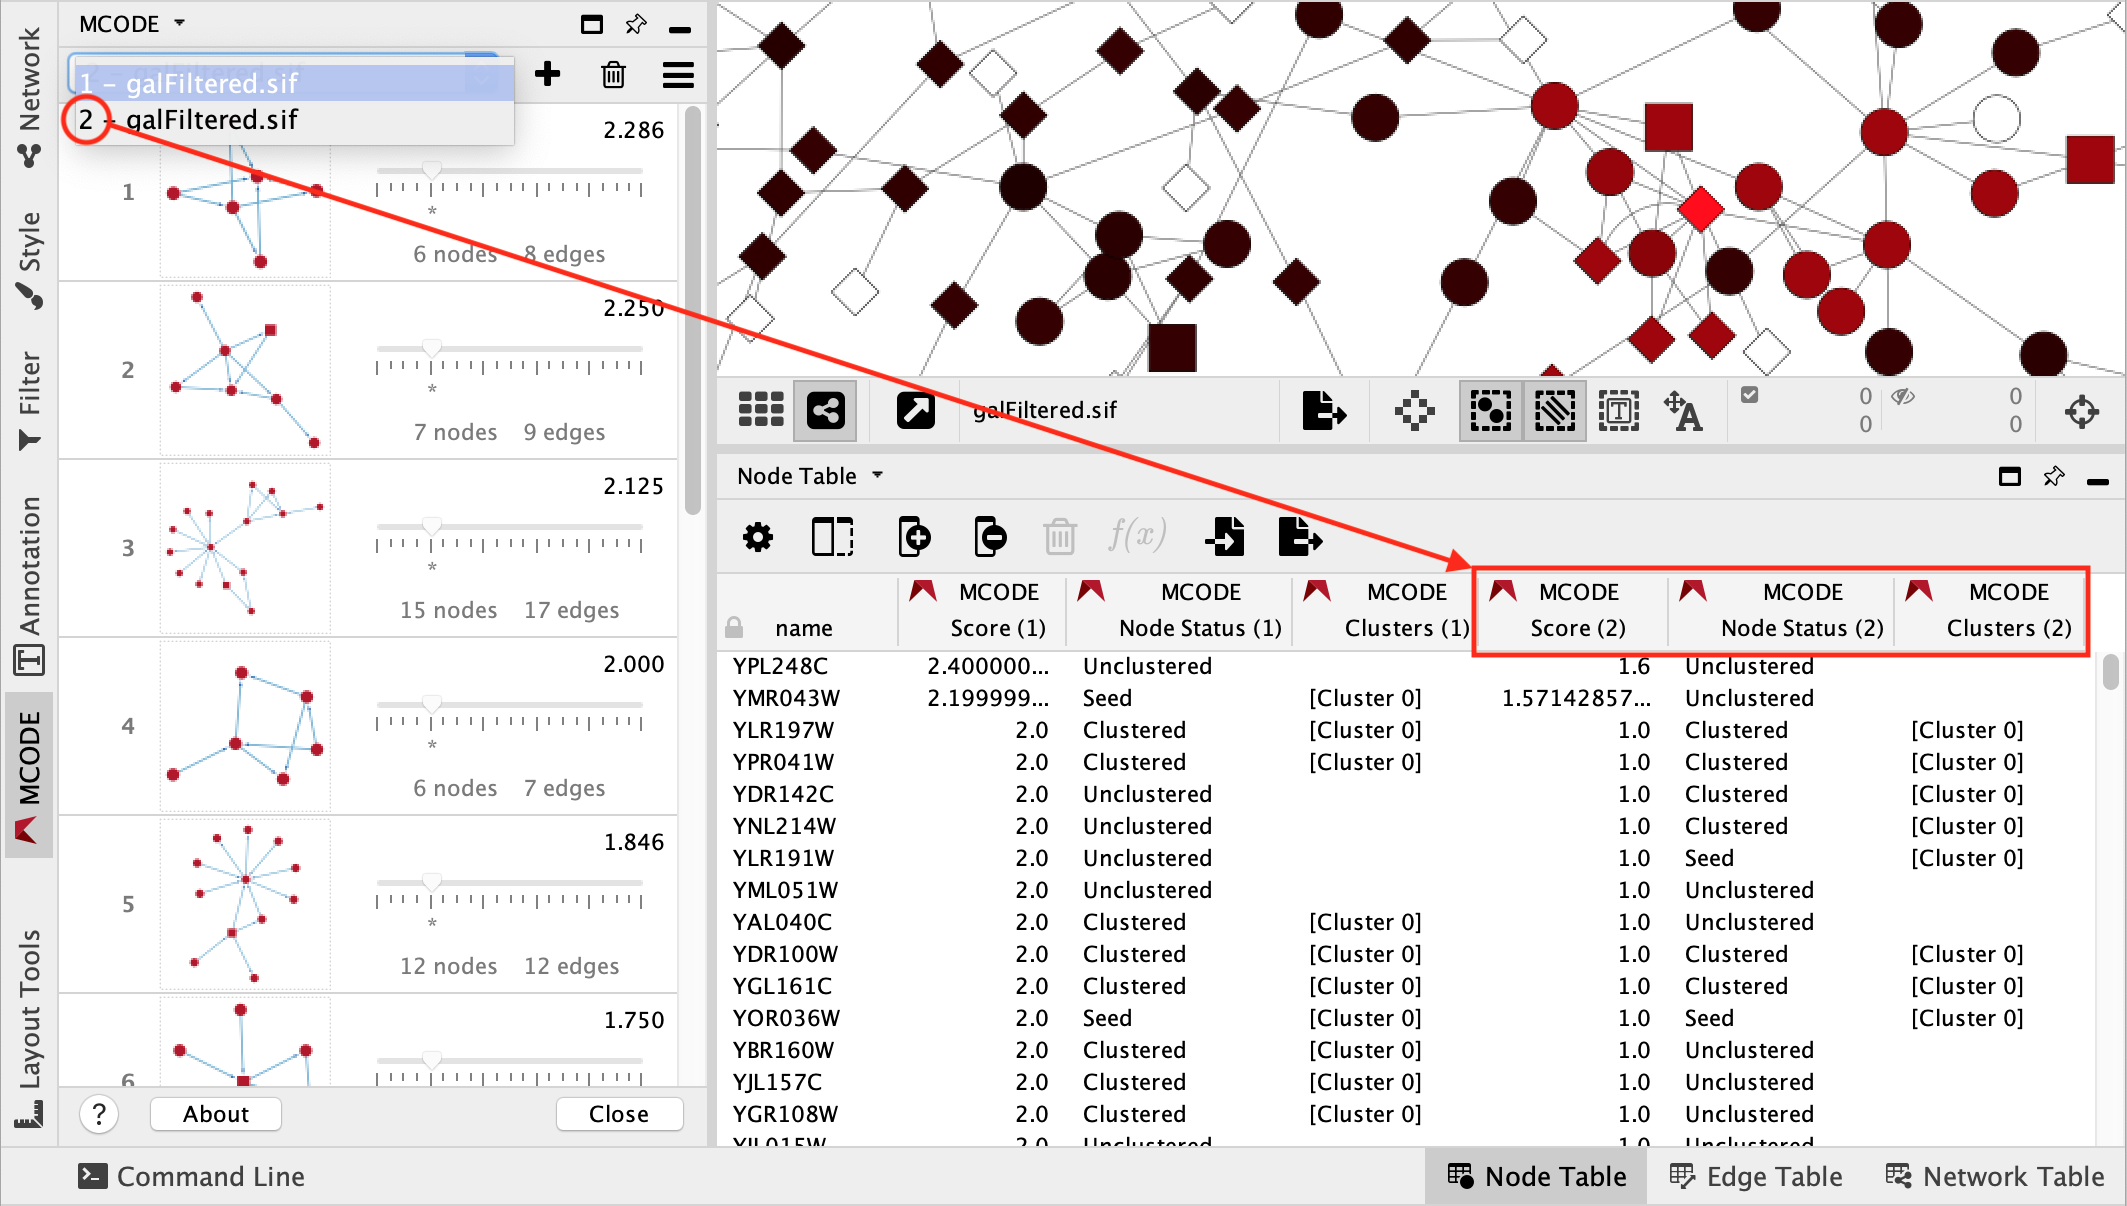 MCODE
1 – galFiltered.sif
2 – galFiltered.sif
Network
Style
Filter
Annotation
MCODE
Layout Tools
1
2.286
*
6 nodes 8 edges
2
2.250
*
7 nodes 9 edges
3
2.125
*
15 nodes 17 edges
4
2.000
*
6 nodes 7 edges
5
1.846
*
12 nodes 12 edges
6
1.750
?
About
Close
galFiltered.sif
T
A
0
0
0
0
Node Table
f(x)
name
MCODE Score (1)
MCODE Node Status (1)
MCODE Clusters (1)
MCODE Score (2)
MCODE Node Status (2)
MCODE Clusters (2)
YPL248C 2.400000... Unclustered 1.6 Unclustered
YMR043W 2.199999... Seed [Cluster 0] 1.57142857... Unclustered
YLR197W 2.0 Clustered [Cluster 0] 1.0 Clustered [Cluster 0]
YPR041W 2.0 Clustered [Cluster 0] 1.0 Clustered [Cluster 0]
YDR142C 2.0 Unclustered 1.0 Clustered [Cluster 0]
YNL214W 2.0 Unclustered 1.0 Clustered [Cluster 0]
YLR191W 2.0 Unclustered 1.0 Seed [Cluster 0]
YML051W 2.0 Unclustered 1.0 Unclustered
YAL040C 2.0 Clustered [Cluster 0] 1.0 Unclustered
YDR100W 2.0 Clustered [Cluster 0] 1.0 Clustered [Cluster 0]
YGL161C 2.0 Clustered [Cluster 0] 1.0 Clustered [Cluster 0]
YOR036W 2.0 Seed [Cluster 0] 1.0 Seed [Cluster 0]
YBR160W 2.0 Clustered [Cluster 0] 1.0 Unclustered
YJL157C 2.0 Clustered [Cluster 0] 1.0 Unclustered
YGR108W 2.0 Clustered [Cluster 0] 1.0 Unclustered
2.0 Unclustered 1.0 Unclustered
Command Line
Node Table
Edge Table
Network Table